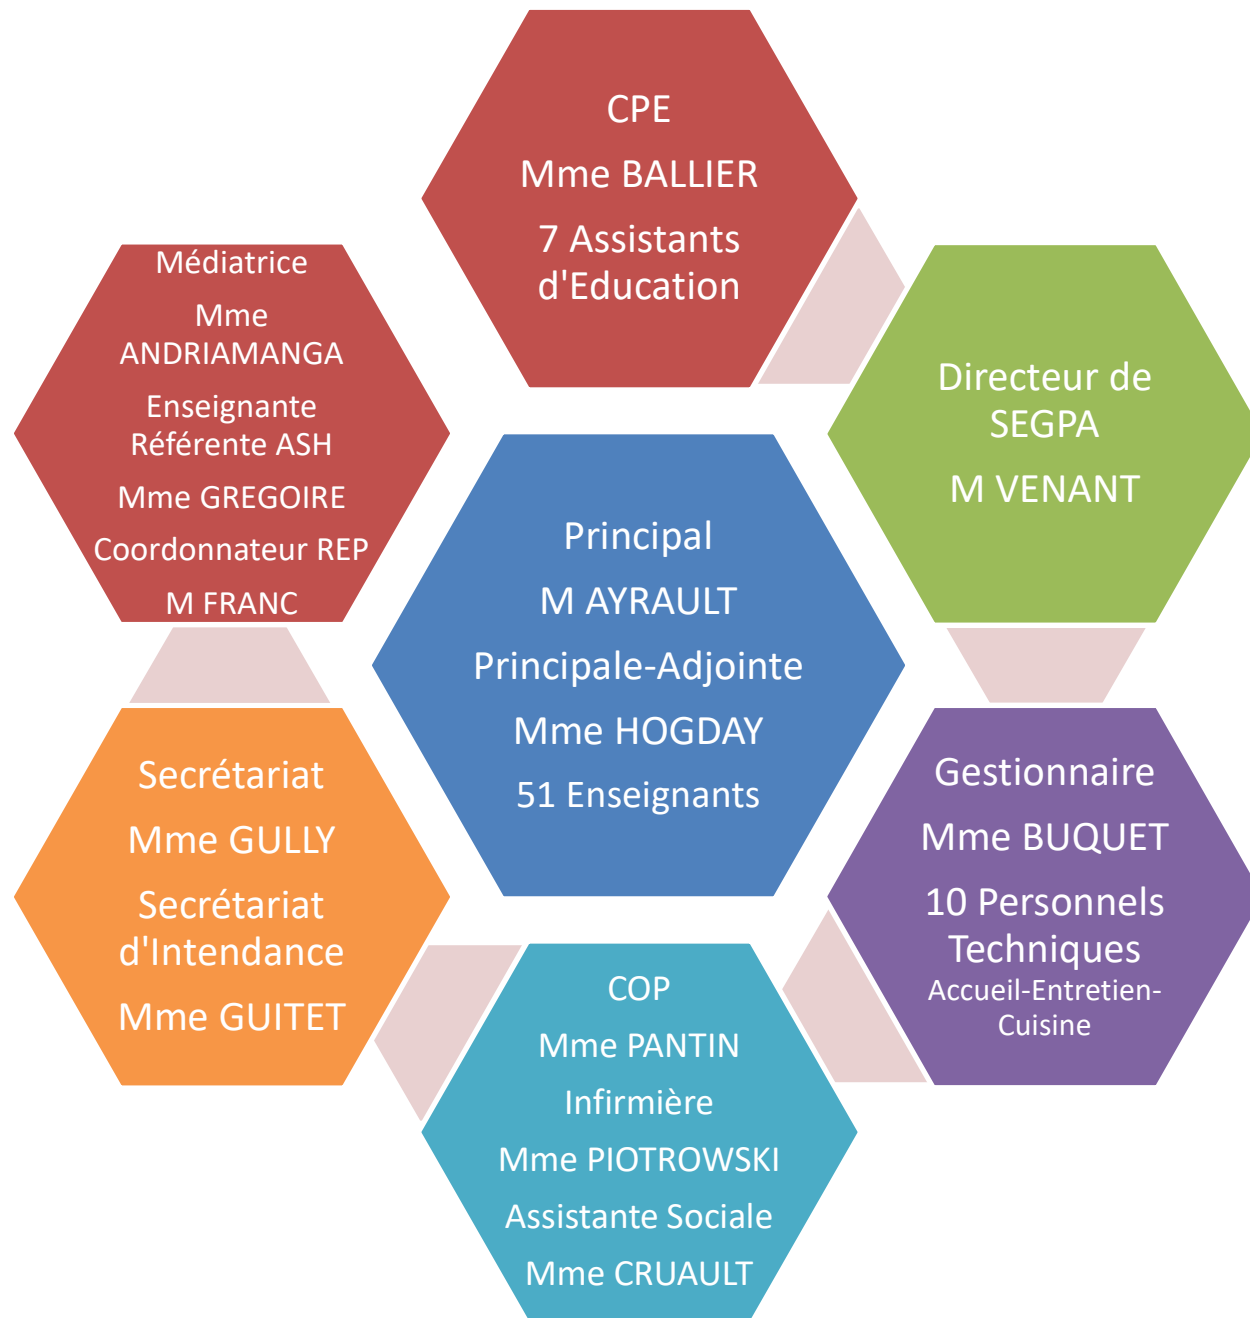 CPE
Mme BALLIER
7 Assistants
d'Education
Médiatrice
Mme
ANDRIAMANGA
Enseignante
Référente ASH
Mme GREGOIRE
Coordonnateur REP
M FRANC
Directeur de
SEGPA
M VENANT
Principal
M AYRAULT
Principale-Adjointe
Mme HOGDAY
51 Enseignants
Secrétariat
Mme GULLY
Secrétariat
d'Intendance
Mme GUITET
Gestionnaire
Mme BUQUET
10 Personnels
Techniques
Accueil-Entretien-
Cuisine
COP
Mme PANTIN
Infirmière
Mme PIOTROWSKI
Assistante Sociale
Mme CRUAULT